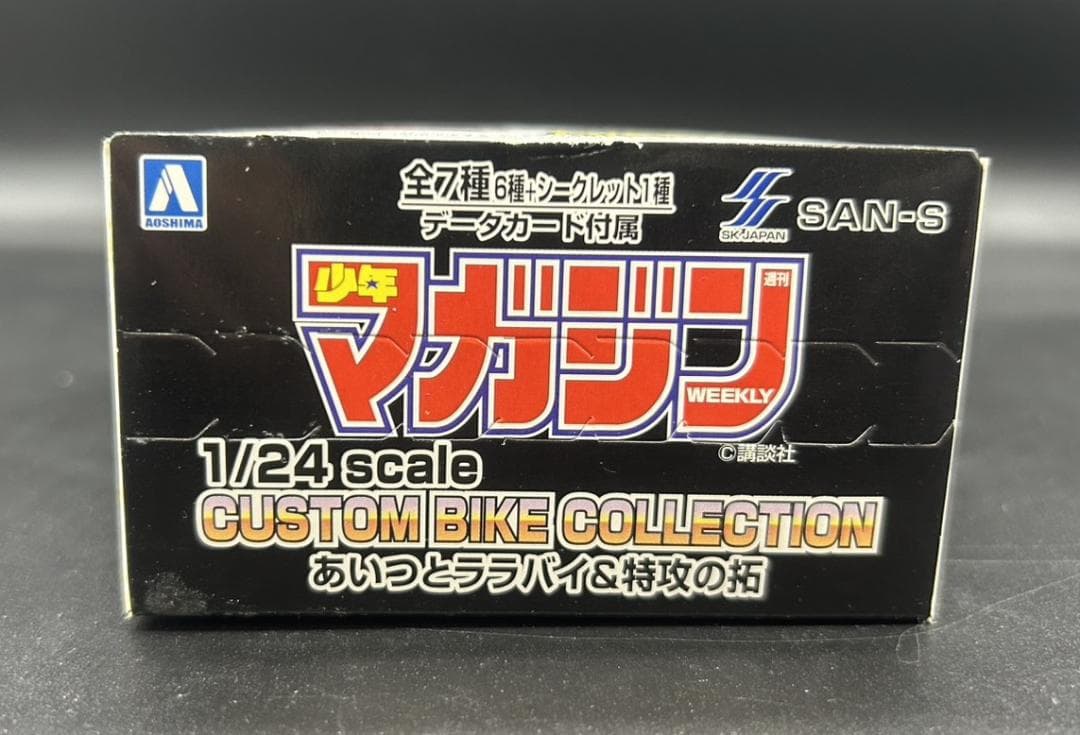 AOSHIMA
全7種 6種+シークレット1種
データカード付属
SK JAPAN
SAN-S
週刊
少年
マガジン
WEEKLY
©講談社
1/24 scale
CUSTOM BIKE COLLECTION
あいつとララバイ&特攻の拓